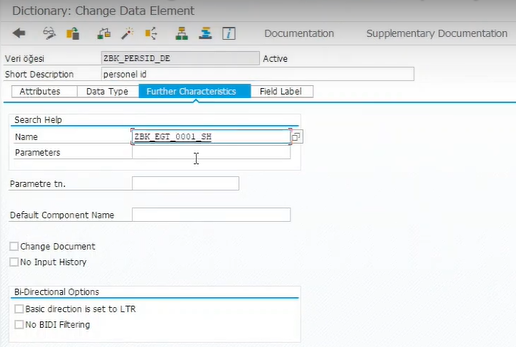 Dictionary: Change Data Element
Documentation Supplementary Documentation
Veri öğesi ZBK_PERSID_DE Active
Short Description personel id
Attributes Data Type Further Characteristics Field Label
Search Help
Name ZBK_EGT_0001_SH
Parameters
Parametre tn.
Default Component Name
Change Document
No Input History
Bi-Directional Options
Basic direction is set to LTR
No BIDI Filtering